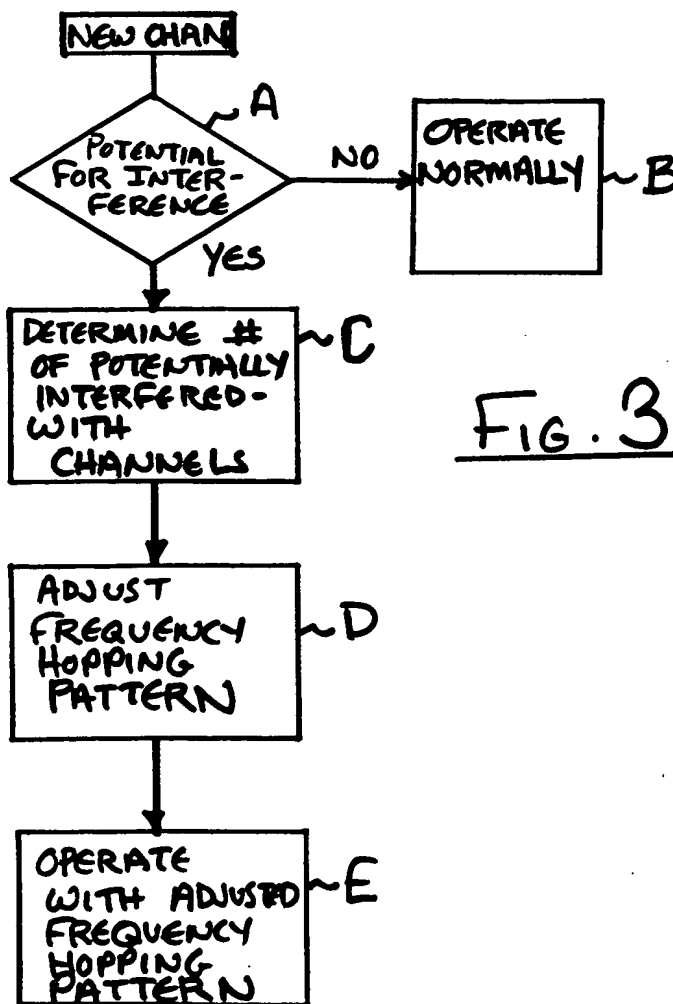 NEW CHAN
A
POTENTIAL
FOR INTER-
FERENCE
NO
OPERATE
NORMALLY
B
YES
DETERMINE #
OF POTENTIALLY
INTERFERED-
WITH
CHANNELS
C
FIG. 3
ADJUST
FREQUENCY
HOPPING
PATTERN
D
OPERATE
WITH ADJUSTED
FREQUENCY
HOPPING
PATTERN
E